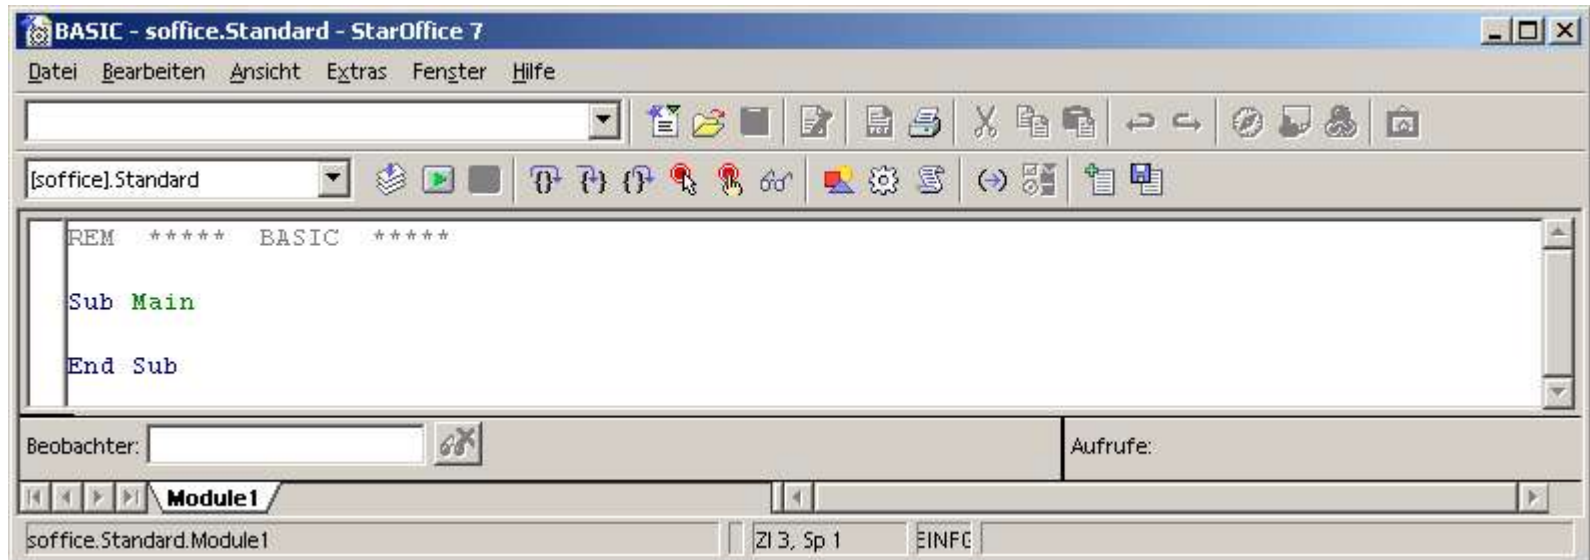 BASIC - soffice.Standard - StarOffice 7
Datei Bearbeiten Ansicht Extras Fenster Hilfe
[soffice].Standard
REM ***** BASIC *****
Sub Main
End Sub
Beobachter:
Aufrufe:
Module1
soffice.Standard.Module1 Zl 3, Sp 1 EINFG